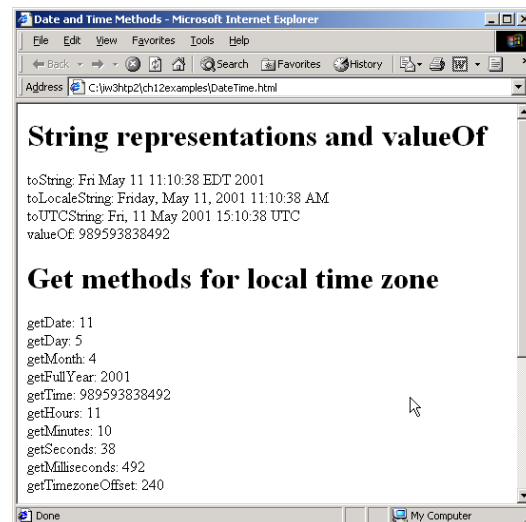 Date and Time Methods - Microsoft Internet Explorer
File Edit View Favorites Tools Help
Back Search Favorites History
Address C:\jw3htp2\ch12examples\DateTime.html
String representations and valueOf
toString: Fri May 11 11:10:38 EDT 2001
toLocaleString: Friday, May 11, 2001 11:10:38 AM
toUTCString: Fri, 11 May 2001 15:10:38 UTC
valueOf: 989593838492
Get methods for local time zone
getDate: 11
getDay: 5
getMonth: 4
getFullYear: 2001
getTime: 989593838492
getHours: 11
getMinutes: 10
getSeconds: 38
getMilliseconds: 492
getTimezoneOffset: 240
Done My Computer